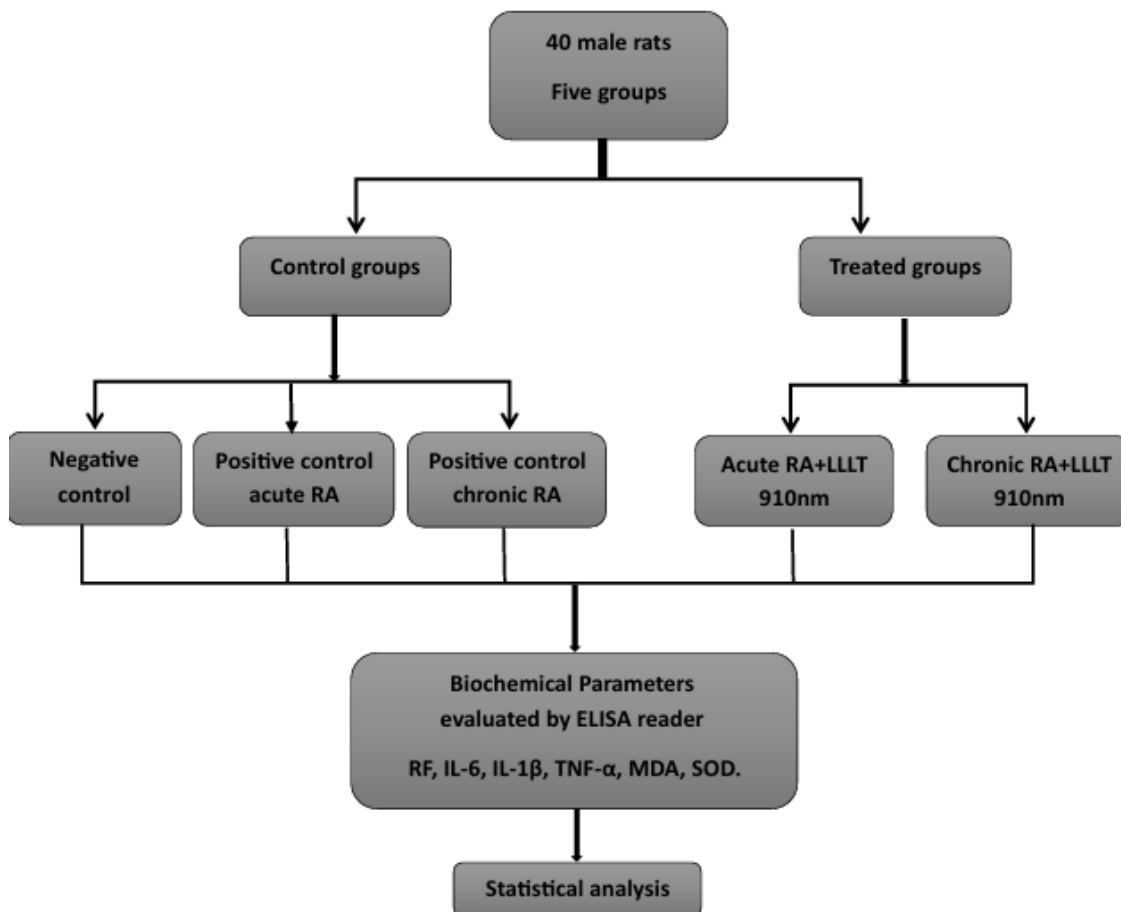 40 male rats
Five groups
Control groups
Treated groups
Negative
control
Positive control
acute RA
Positive control
chronic RA
Acute RA+LLLT
910nm
Chronic RA+LLLT
910nm
Biochemical Parameters
evaluated by ELISA reader
RF, IL-6, IL-1β, TNF-α, MDA, SOD.
Statistical analysis